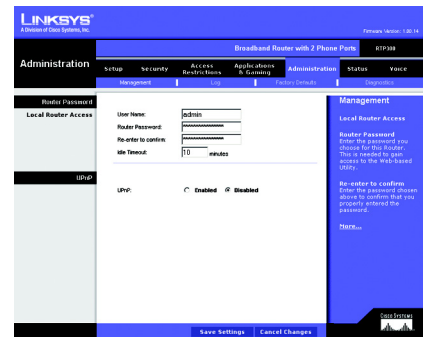 LINKSYS®
A Division of Cisco Systems, Inc.
Firmware Version: 1.00.14
Broadband Router with 2 Phone Ports
RTP300
Administration
Setup
Security
Access Restrictions
Applications & Gaming
Administration
Status
Voice
Management
Log
Factory Defaults
Diagnostics
Router Password
Local Router Access
User Name:
admin
Router Password:
Re-enter to confirm:
Idle Timeout:
10
minutes
UPnP
UPnP:
Enabled
Disabled
Management
Local Router Access
Router Password
Enter the password you
choose for this Router.
This is needed to gain
access to the Web-based
Utility.
Re-enter to confirm
Enter the password chosen
above to confirm that you
properly entered the
password.
More...
Save Settings
Cancel Changes
CISCO SYSTEMS